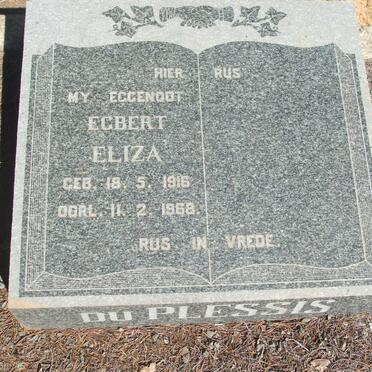 HIER RUS
MY EGGENOOT
EGBERT
ELIZA
GEB. 18. 5. 1916
OORL. 11. 2. 1968.
RUS IN VREDE
DU PLESSIS